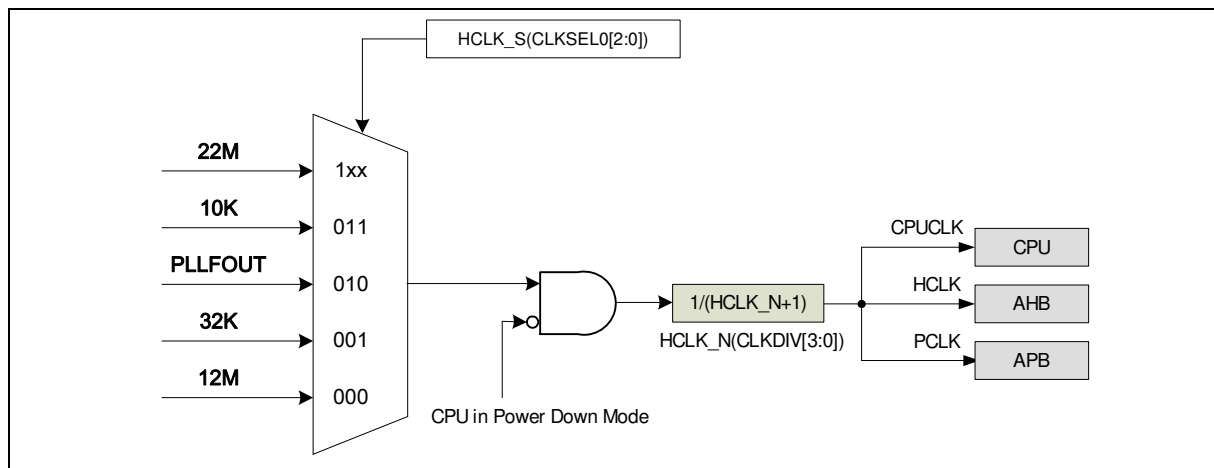 HCLK_S(CLKSEL0[2:0])
22M
1xx
10K
011
PLLFOUT
010
32K
001
12M
000
CPU in Power Down Mode
1/(HCLK_N+1)
HCLK_N(CLKDIV[3:0])
CPUCLK
CPU
HCLK
AHB
PCLK
APB